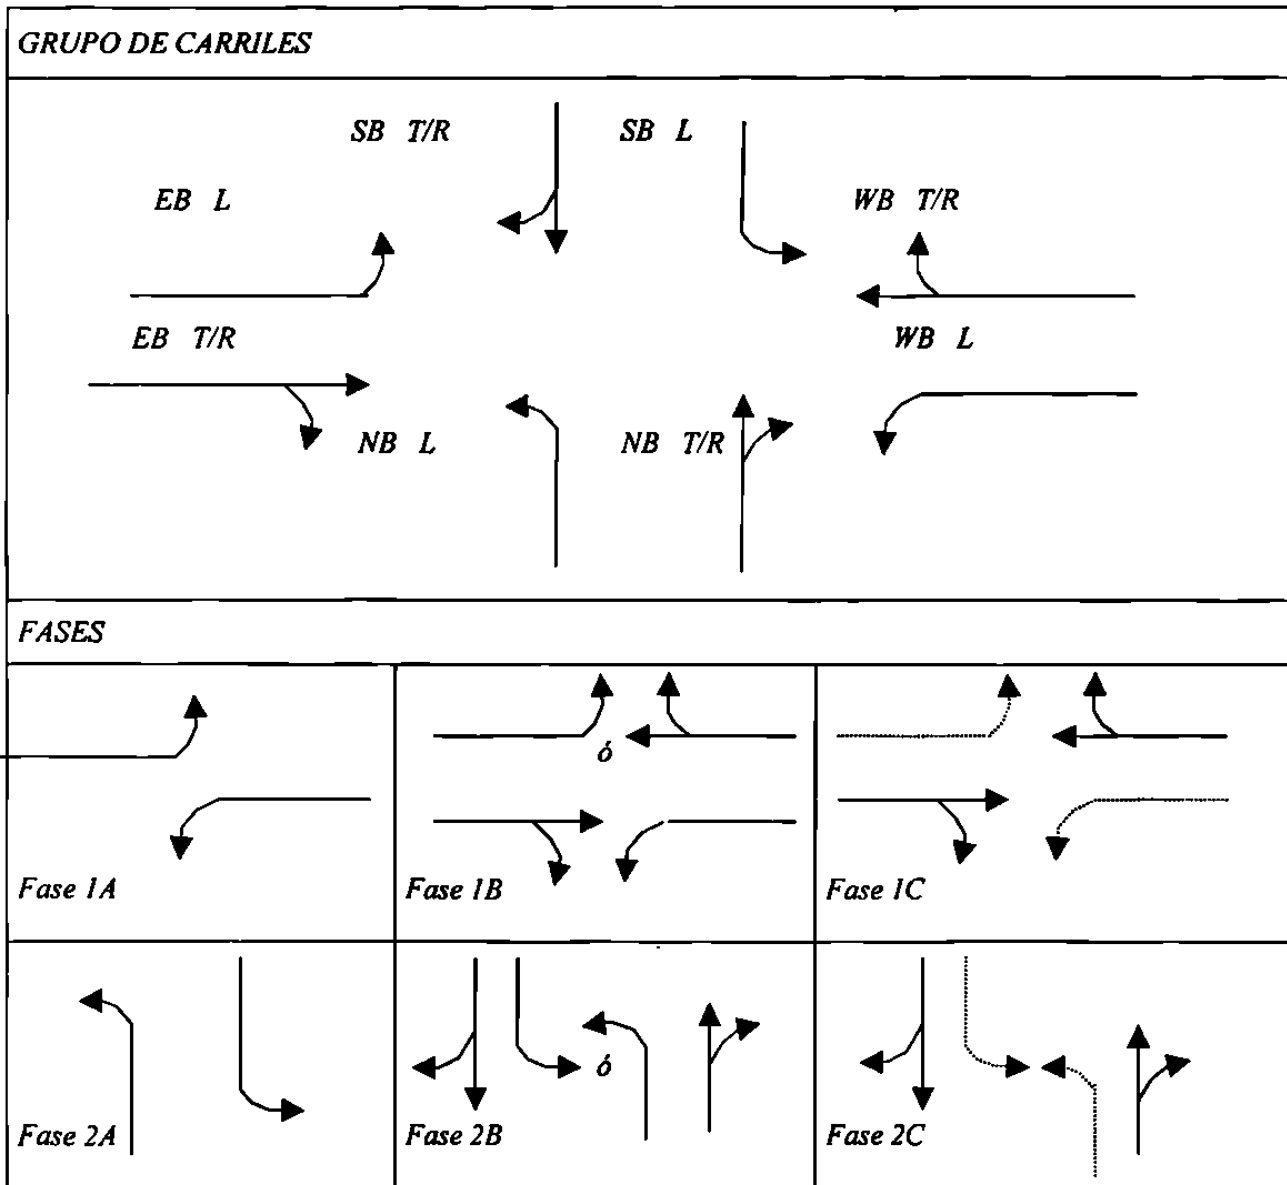 GRUPO DE CARRILES
SB T/R
SB L
EB L
WB T/R
EB T/R
WB L
NB L
NB T/R
FASES
ó
Fase 1A
Fase 1B
Fase 1C
ó
Fase 2A
Fase 2B
Fase 2C